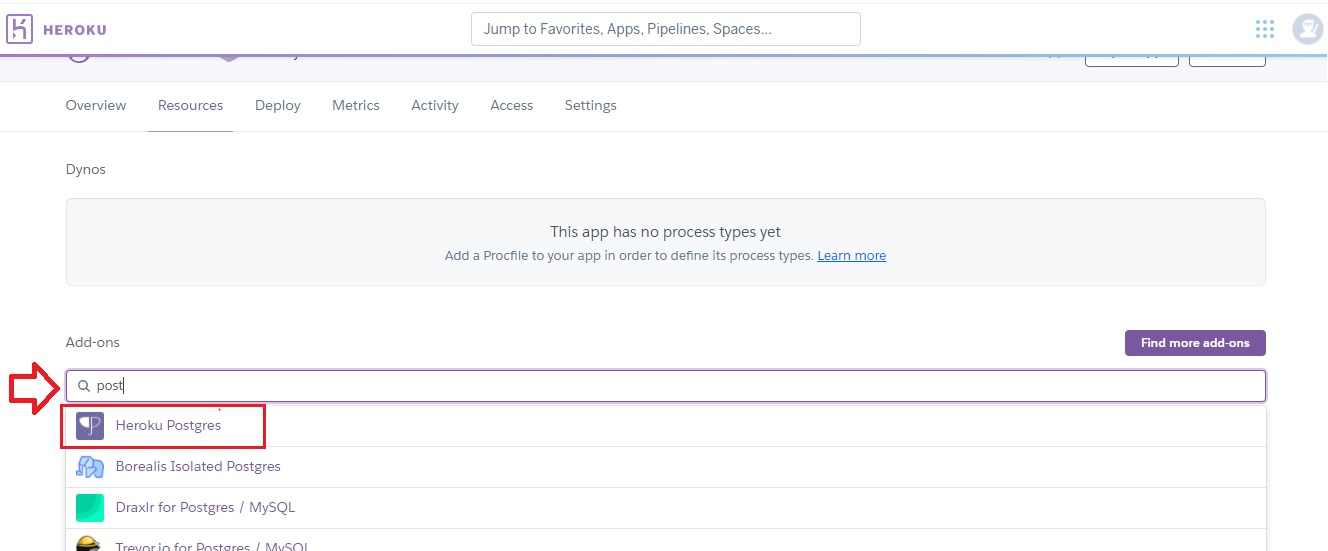 HEROKU
Jump to Favorites, Apps, Pipelines, Spaces...
Overview Resources Deploy Metrics Activity Access Settings
Dynos
This app has no process types yet
Add a Procfile to your app in order to define its process types. Learn more
Add-ons
Find more add-ons
post
Heroku Postgres
Borealis Isolated Postgres
Draxlr for Postgres / MySQL
Trevor.io for Postgres / MySQL